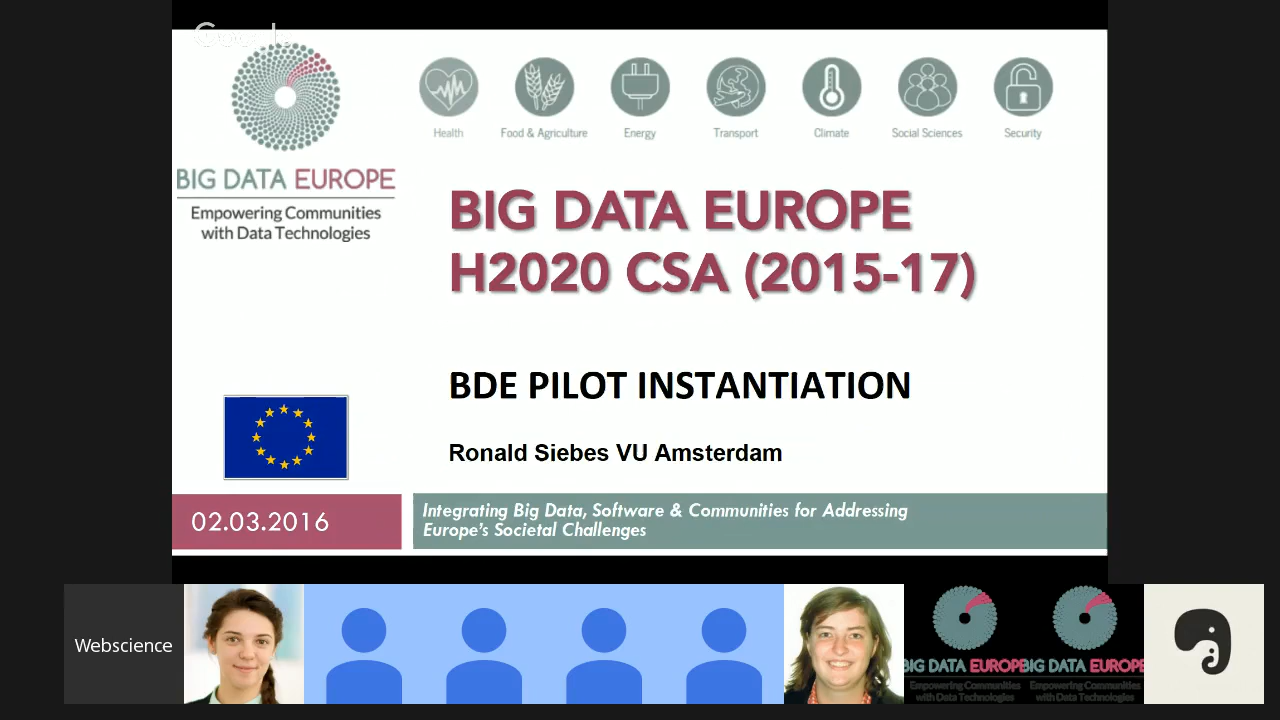 Google
Health
Food & Agriculture
Energy
Transport
Climate
Social Sciences
Security
BIG DATA EUROPE
Empowering Communities
with Data Technologies
BIG DATA EUROPE
H2020 CSA (2015-17)
BDE PILOT INSTANTIATION
Ronald Siebes VU Amsterdam
02.03.2016
Integrating Big Data, Software & Communities for Addressing
Europe's Societal Challenges
Webscience
BIG DATA EUROPE
Empowering Communities
with Data Technologies
BIG DATA EUROPE
Empowering Communities
with Data Technologies